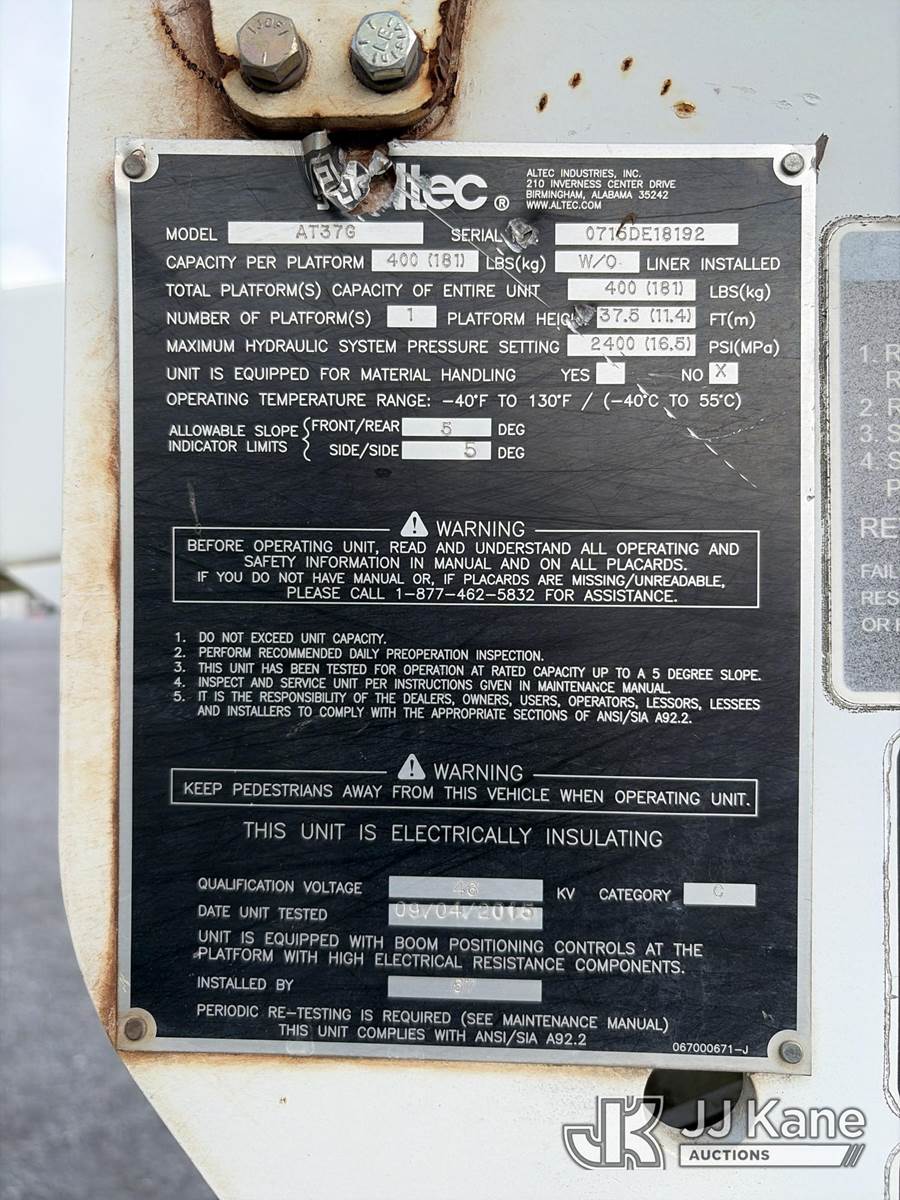 Altec ®
ALTEC INDUSTRIES, INC.
210 INVERNESS CENTER DRIVE
BIRMINGHAM, ALABAMA 35242
WWW.ALTEC.COM
MODEL AT37G SERIAL 0715DE18192
CAPACITY PER PLATFORM 400 (181) LBS(kg) W/O LINER INSTALLED
TOTAL PLATFORM(S) CAPACITY OF ENTIRE UNIT 400 (181) LBS(kg)
NUMBER OF PLATFORM(S) 1 PLATFORM HEIGHT 37.5 (11.4) FT(m)
MAXIMUM HYDRAULIC SYSTEM PRESSURE SETTING 2400 (16.5) PSI(MPa)
UNIT IS EQUIPPED FOR MATERIAL HANDLING YES NO X
OPERATING TEMPERATURE RANGE: -40°F TO 130°F / (-40°C TO 55°C)
ALLOWABLE SLOPE INDICATOR LIMITS { FRONT/REAR 5 DEG
SIDE/SIDE 5 DEG
⚠ WARNING
BEFORE OPERATING UNIT, READ AND UNDERSTAND ALL OPERATING AND
SAFETY INFORMATION IN MANUAL AND ON ALL PLACARDS.
IF YOU DO NOT HAVE MANUAL OR, IF PLACARDS ARE MISSING/UNREADABLE,
PLEASE CALL 1-877-462-5832 FOR ASSISTANCE.
1. DO NOT EXCEED UNIT CAPACITY.
2. PERFORM RECOMMENDED DAILY PREOPERATION INSPECTION.
3. THIS UNIT HAS BEEN TESTED FOR OPERATION AT RATED CAPACITY UP TO A 5 DEGREE SLOPE.
4. INSPECT AND SERVICE UNIT PER INSTRUCTIONS GIVEN IN MAINTENANCE MANUAL.
5. IT IS THE RESPONSIBILITY OF THE DEALERS, OWNERS, USERS, OPERATORS, LESSORS, LESSEES
AND INSTALLERS TO COMPLY WITH THE APPROPRIATE SECTIONS OF ANSI/SIA A92.2.
⚠ WARNING
KEEP PEDESTRIANS AWAY FROM THIS VEHICLE WHEN OPERATING UNIT.
THIS UNIT IS ELECTRICALLY INSULATING
QUALIFICATION VOLTAGE 46 KV CATEGORY C
DATE UNIT TESTED 09/04/2015
UNIT IS EQUIPPED WITH BOOM POSITIONING CONTROLS AT THE
PLATFORM WITH HIGH ELECTRICAL RESISTANCE COMPONENTS.
INSTALLED BY
PERIODIC RE-TESTING IS REQUIRED (SEE MAINTENANCE MANUAL)
THIS UNIT COMPLIES WITH ANSI/SIA A92.2
067000671-J
1.
2.
3.
4.
JK JJ Kane
AUCTIONS